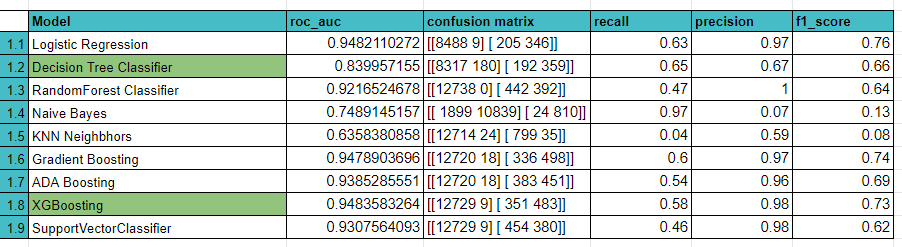 Model roc_auc confusion matrix recall precision f1_score
1.1 Logistic Regression 0.9482110272 [[8488 9] [ 205 346]] 0.63 0.97 0.76
1.2 Decision Tree Classifier 0.839957155 [[8317 180] [ 192 359]] 0.65 0.67 0.66
1.3 RandomForest Classifier 0.9216524678 [[12738 0] [ 442 392]] 0.47 1 0.64
1.4 Naive Bayes 0.7489145157 [[ 1899 10839] [ 24 810]] 0.97 0.07 0.13
1.5 KNN Neighbhors 0.6358380858 [[12714 24] [ 799 35]] 0.04 0.59 0.08
1.6 Gradient Boosting 0.9478903696 [[12720 18] [ 336 498]] 0.6 0.97 0.74
1.7 ADA Boosting 0.9385285551 [[12720 18] [ 383 451]] 0.54 0.96 0.69
1.8 XGBoosting 0.9483583264 [[12729 9] [ 351 483]] 0.58 0.98 0.73
1.9 SupportVectorClassifier 0.9307564093 [[12729 9] [ 454 380]] 0.46 0.98 0.62